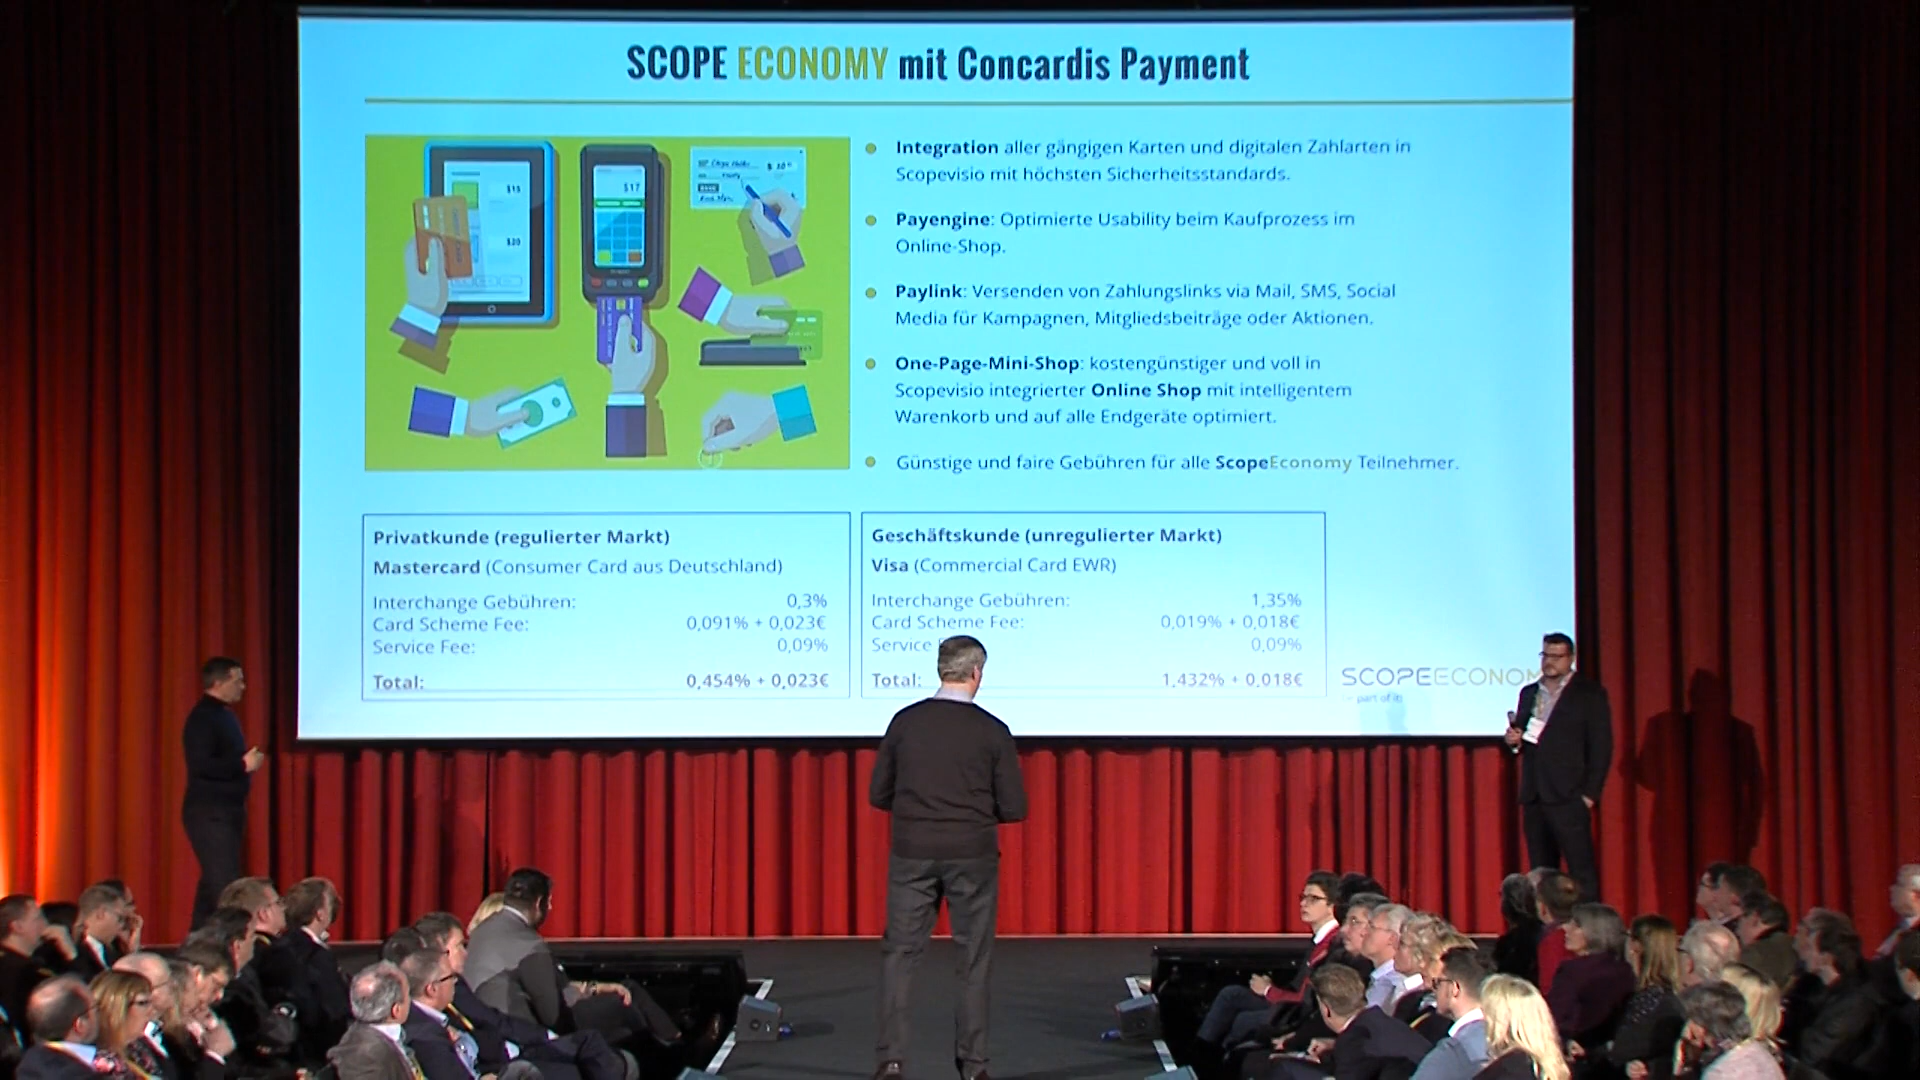 SCOPE ECONOMY mit Concardis Payment
Integration aller gängigen Karten und digitalen Zahlarten in
Scopevisio mit höchsten Sicherheitsstandards.
Payengine: Optimierte Usability beim Kaufprozess im
Online-Shop.
Paylink: Versenden von Zahlungslinks via Mail, SMS, Social
Media für Kampagnen, Mitgliedsbeiträge oder Aktionen.
One-Page-Mini-Shop: kostengünstiger und voll in
Scopevisio integrierter Online Shop mit intelligentem
Warenkorb und auf alle Endgeräte optimiert.
Günstige und faire Gebühren für alle ScopeEconomy Teilnehmer.
$15
$20
$17
Privatkunde (regulierter Markt)
Mastercard (Consumer Card aus Deutschland)
Interchange Gebühren: 0,3%
Card Scheme Fee: 0,091% + 0,023€
Service Fee: 0,09%
Total: 0,454% + 0,023€
Geschäftskunde (unregulierter Markt)
Visa (Commercial Card EWR)
Interchange Gebühren: 1,35%
Card Scheme Fee: 0,019% + 0,018€
Service 0,09%
Total: 1,432% + 0,018€
SCOPEECONOM
part of it